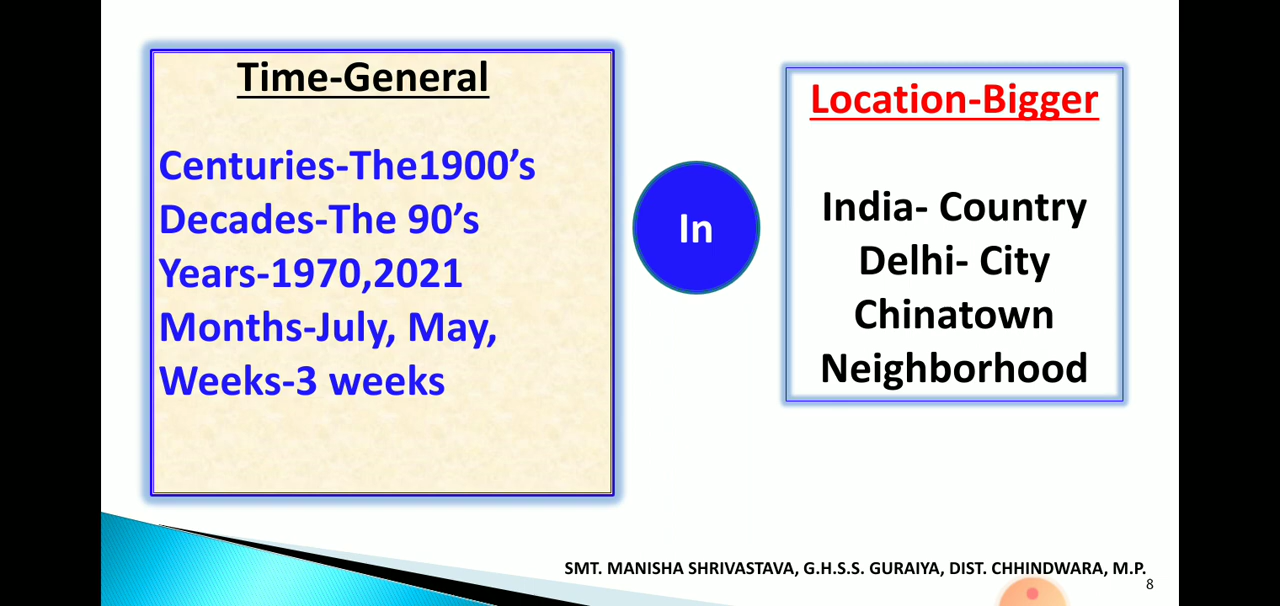 Time-General
Centuries-The1900’s
Decades-The 90’s
Years-1970,2021
Months-July, May,
Weeks-3 weeks
In
Location-Bigger
India- Country
Delhi- City
Chinatown
Neighborhood
SMT. MANISHA SHRIVASTAVA, G.H.S.S. GURAIYA, DIST. CHHINDWARA, M.P.
8